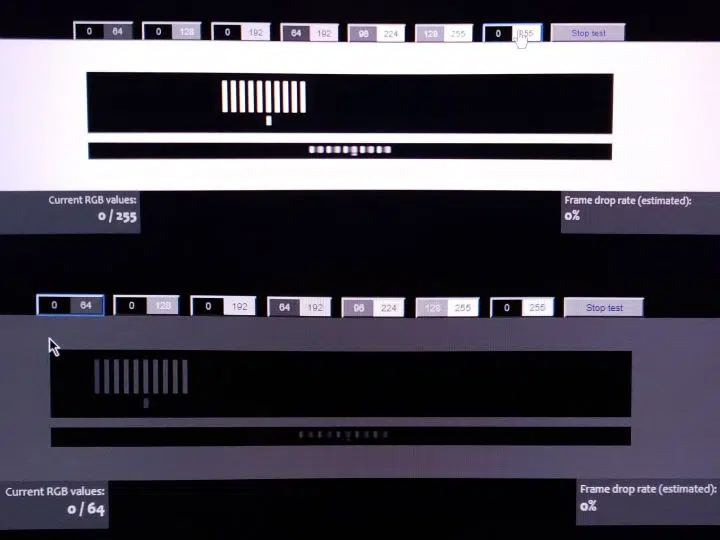 0 64 0 128 0 192 64 192 96 224 128 255 0 255 Stop test
Current RGB values:
0 / 255
Frame drop rate (estimated):
0%
0 64 0 128 0 192 64 192 96 224 128 255 0 255 Stop test
Current RGB values:
0 / 64
Frame drop rate (estimated):
0%